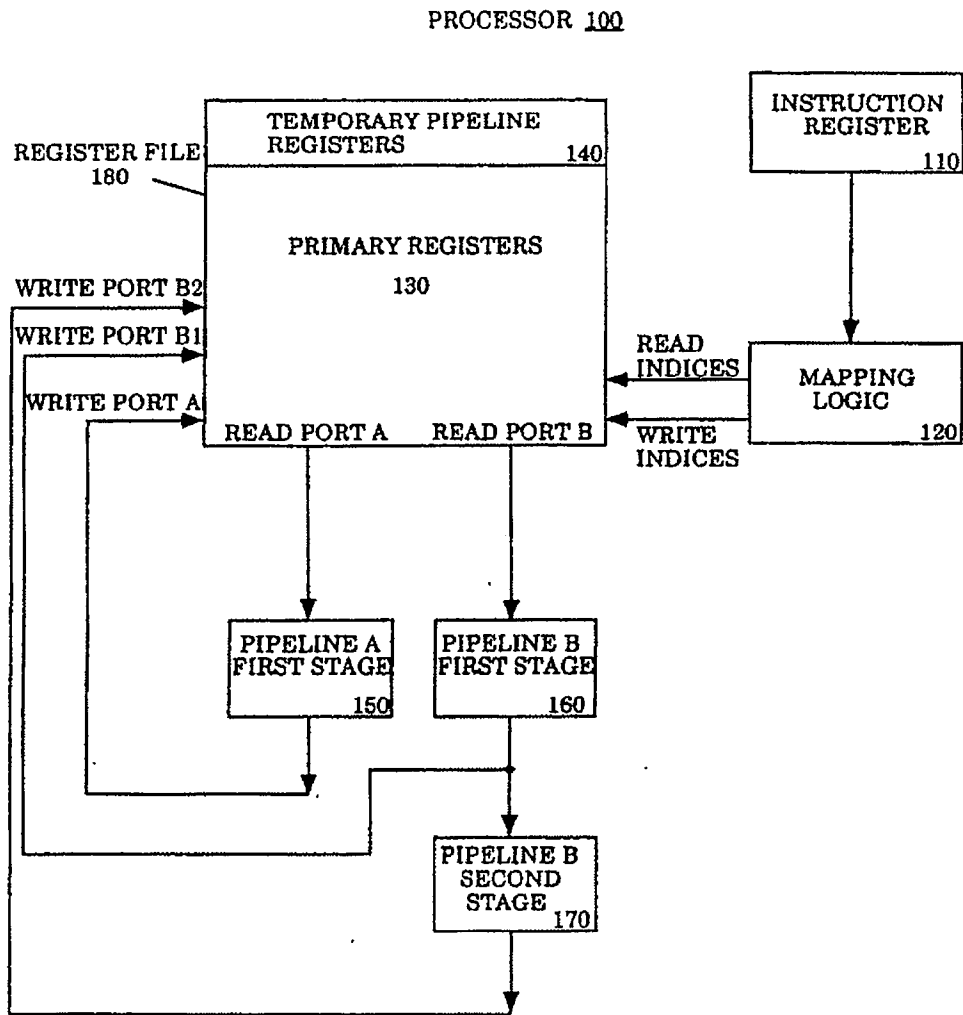 PROCESSOR 100
TEMPORARY PIPELINE
REGISTERS
140
INSTRUCTION
REGISTER
110
REGISTER FILE
180
PRIMARY REGISTERS
130
WRITE PORT B2
WRITE PORT B1
WRITE PORT A
READ
INDICES
WRITE
INDICES
MAPPING
LOGIC
120
READ PORT A
READ PORT B
PIPELINE A
FIRST STAGE
150
PIPELINE B
FIRST STAGE
160
PIPELINE B
SECOND
STAGE
170